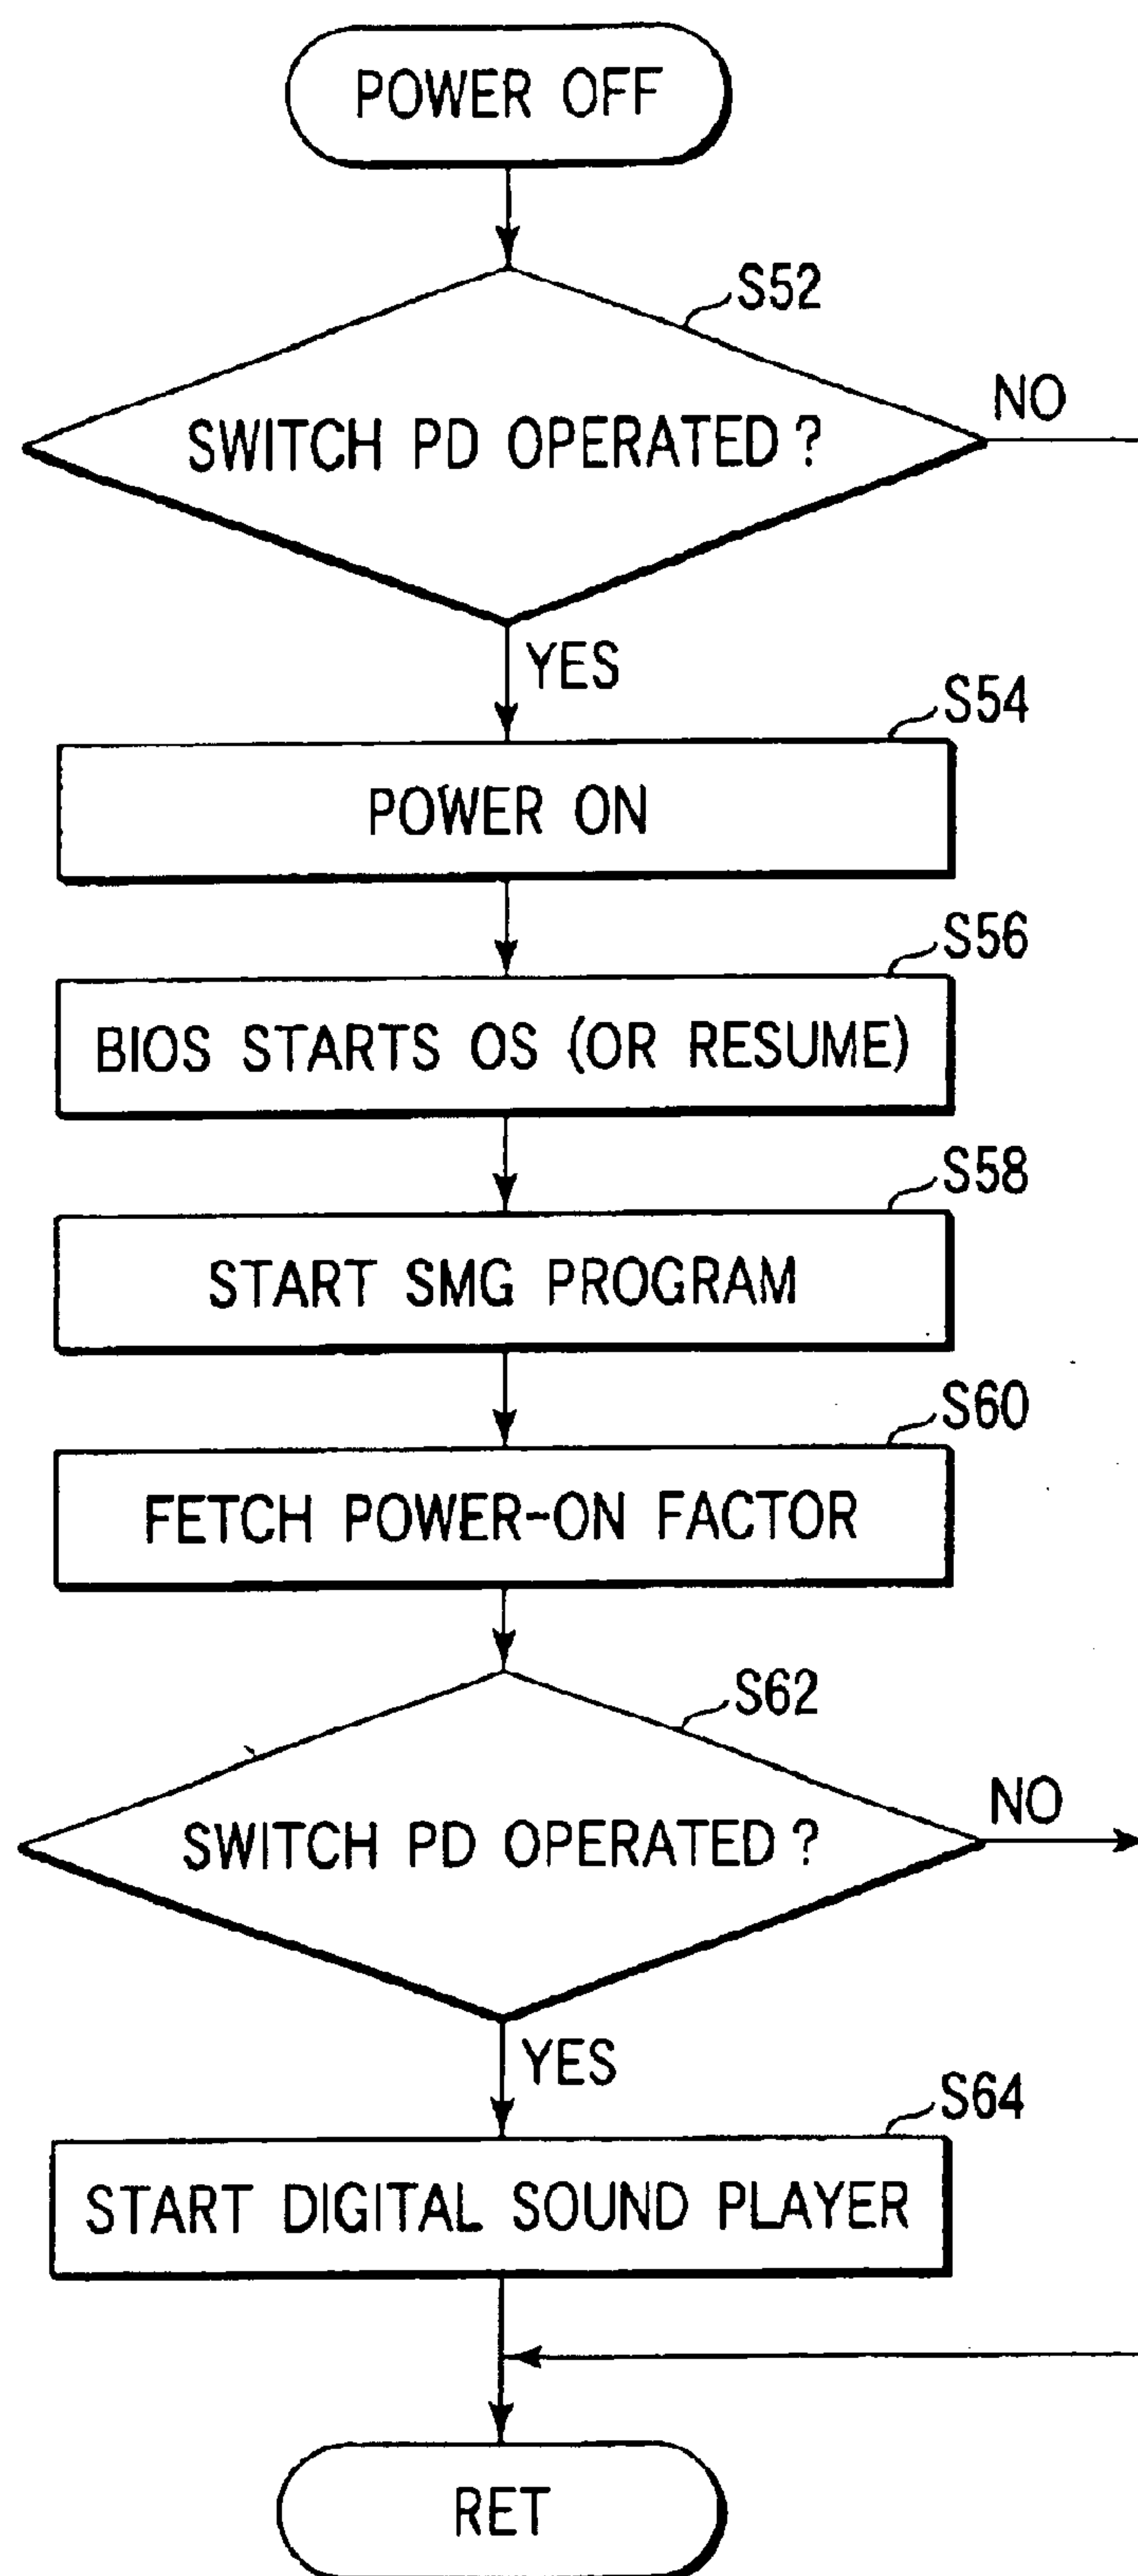 POWER OFF
S52
SWITCH PD OPERATED?
NO
YES
S54
POWER ON
S56
BIOS STARTS OS (OR RESUME)
S58
START SMG PROGRAM
S60
FETCH POWER-ON FACTOR
S62
SWITCH PD OPERATED?
NO
YES
S64
START DIGITAL SOUND PLAYER
RET